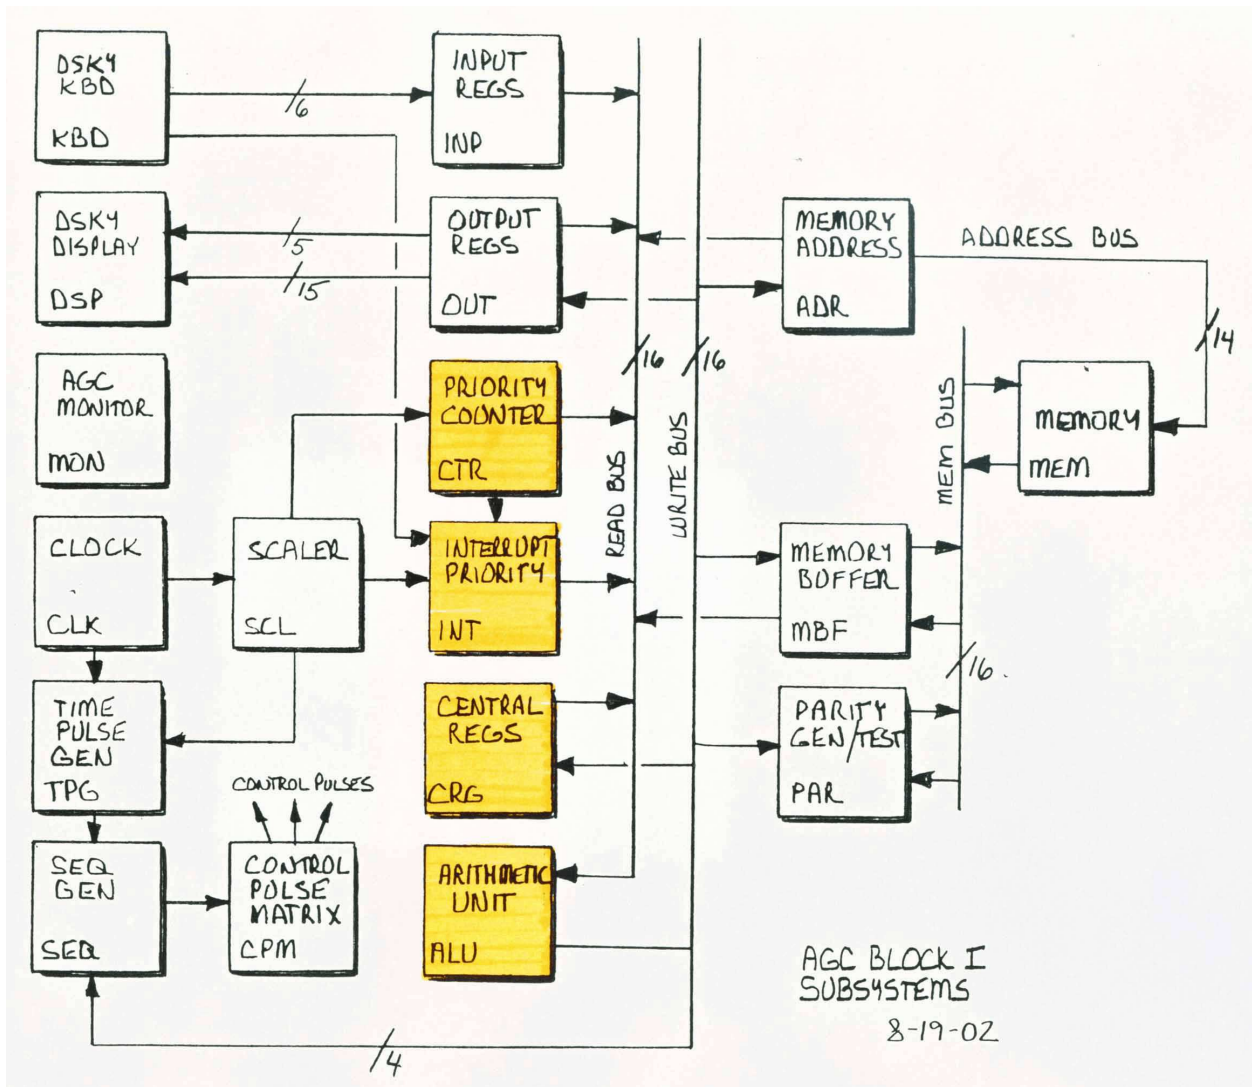 DSKY
KBD
KBD
/6
INPUT
REGS
INP
DSKY
DISPLAY
DSP
/5
/15
OUTPUT
REGS
OUT
MEMORY
ADDRESS
ADR
ADDRESS BUS
/14
AGC
MONITOR
MON
PRIORITY
COUNTER
CTR
/16
/16
READ BUS
WRITE BUS
MEM BUS
MEMORY
MEM
CLOCK
CLK
SCALER
SCL
INTERRUPT
PRIORITY
INT
MEMORY
BUFFER
MBF
/16
TIME
PULSE
GEN
TPG
CENTRAL
REGS
CRG
PARITY
GEN/TEST
PAR
CONTROL PULSES
SEQ
GEN
SEQ
CONTROL
PULSE
MATRIX
CPM
ARITHMETIC
UNIT
ALU
/4
AGC BLOCK I
SUBSYSTEMS
8-19-02